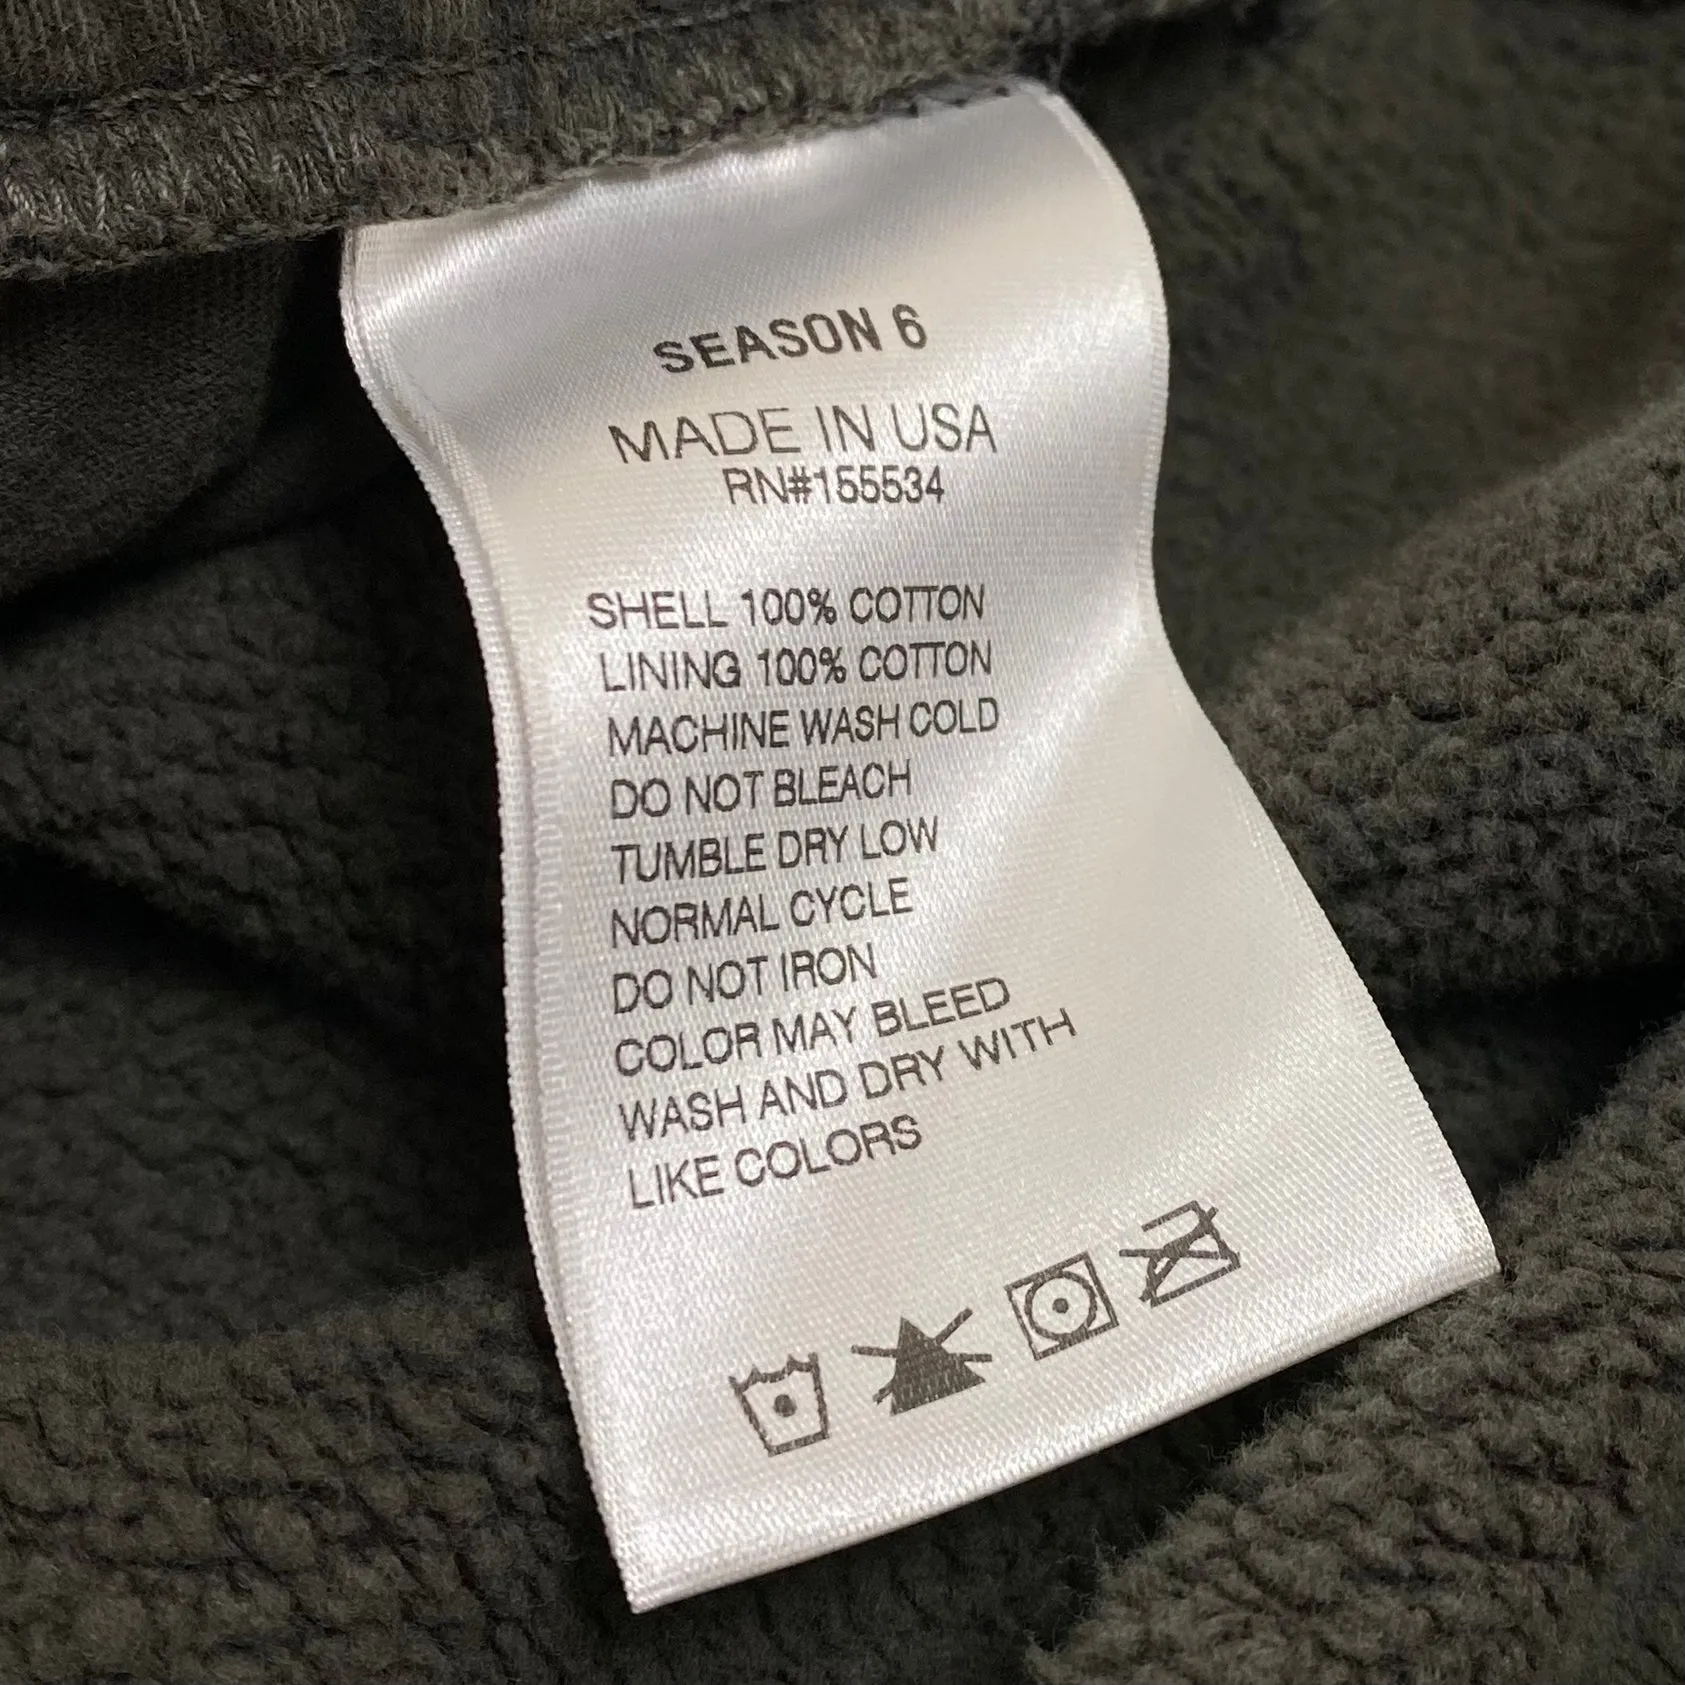 SEASON 6
MADE IN USA
RN#155534
SHELL 100% COTTON
LINING 100% COTTON
MACHINE WASH COLD
DO NOT BLEACH
TUMBLE DRY LOW
NORMAL CYCLE
DO NOT IRON
COLOR MAY BLEED
WASH AND DRY WITH
LIKE COLORS